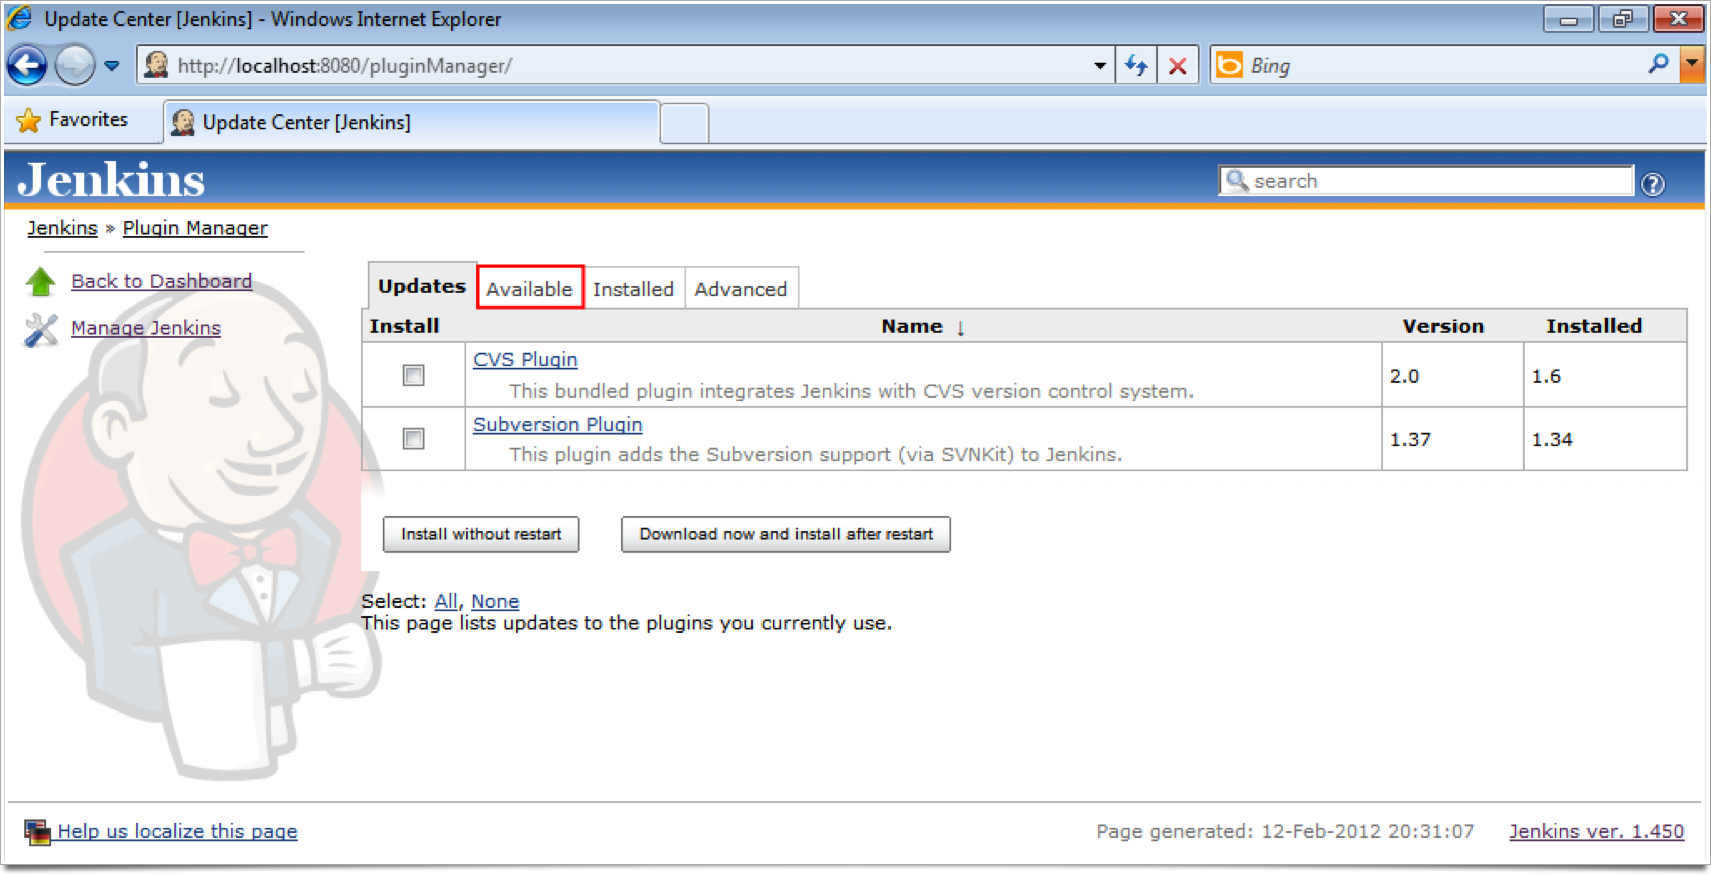 Update Center [Jenkins] - Windows Internet Explorer
http://localhost:8080/pluginManager/
Bing
Favorites
Update Center [Jenkins]
Jenkins
search
?
Jenkins » Plugin Manager
Back to Dashboard
Manage Jenkins
Updates Available Installed Advanced
Install Name ↓ Version Installed
CVS Plugin
This bundled plugin integrates Jenkins with CVS version control system.
2.0 1.6
Subversion Plugin
This plugin adds the Subversion support (via SVNKit) to Jenkins.
1.37 1.34
Install without restart Download now and install after restart
Select: All, None
This page lists updates to the plugins you currently use.
Help us localize this page Page generated: 12-Feb-2012 20:31:07 Jenkins ver. 1.450